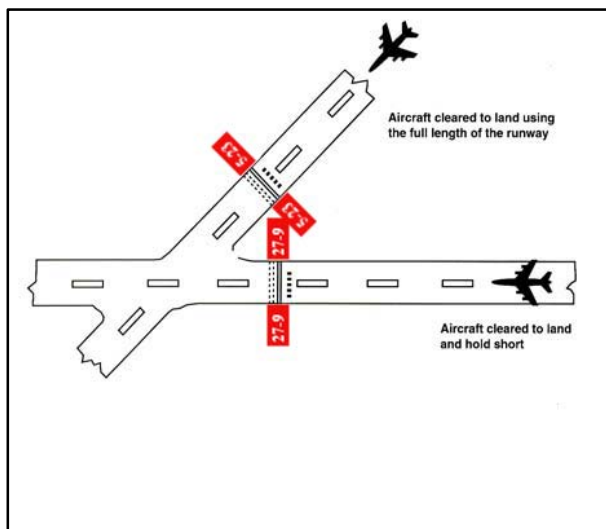 Aircraft cleared to land using
the full length of the runway
5-23
5-23
27-9
27-9
Aircraft cleared to land
and hold short